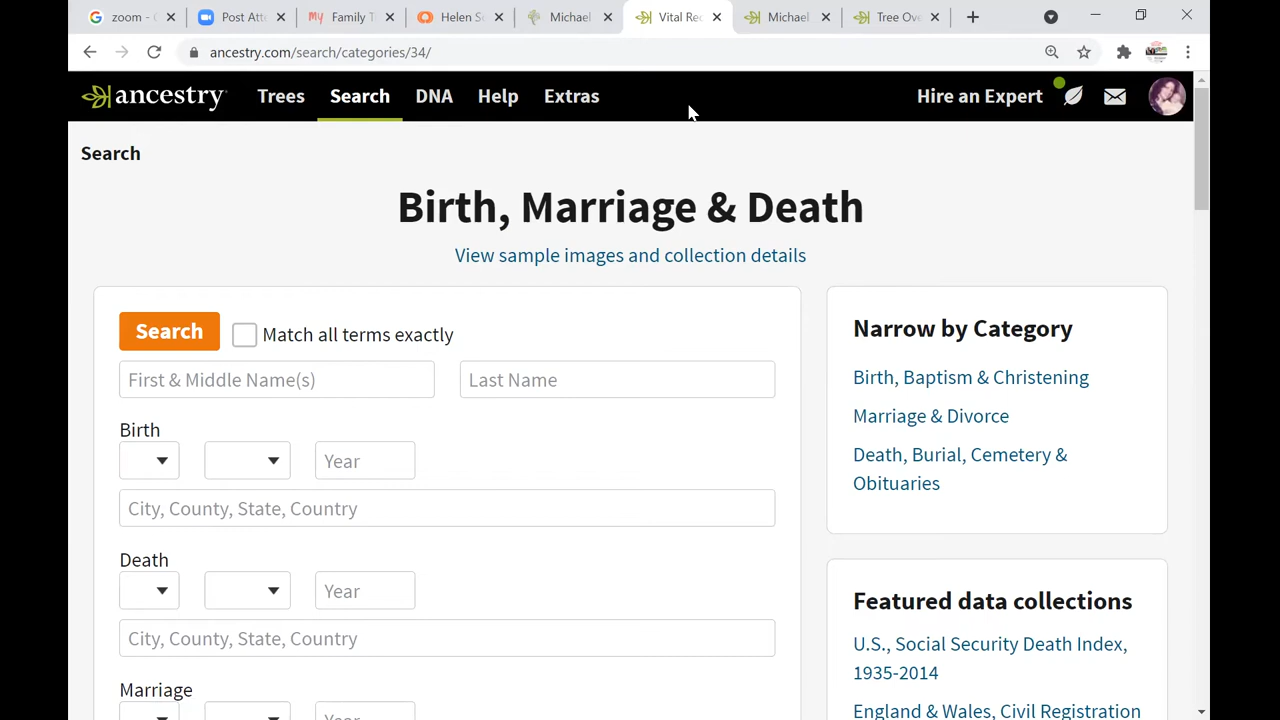 zoom -
Post Att
Family T
Helen S
Michael
Vital Re
Michael
Tree Ov
ancestry.com/search/categories/34/
ancestry
Trees
Search
DNA
Help
Extras
Hire an Expert
Search
Birth, Marriage & Death
View sample images and collection details
Search
Match all terms exactly
First & Middle Name(s)
Last Name
Birth
Year
City, County, State, Country
Death
Year
City, County, State, Country
Marriage
Year
Narrow by Category
Birth, Baptism & Christening
Marriage & Divorce
Death, Burial, Cemetery &
Obituaries
Featured data collections
U.S., Social Security Death Index,
1935-2014
England & Wales, Civil Registration